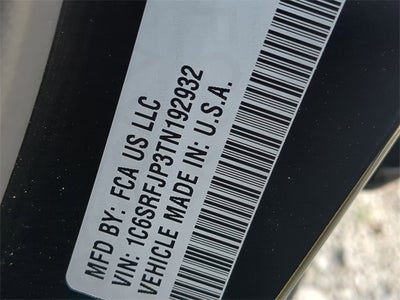 MFD BY: FCA US LLC
VIN: 1C6SRFJP3TN192932
VEHICLE MADE IN: U.S.A.